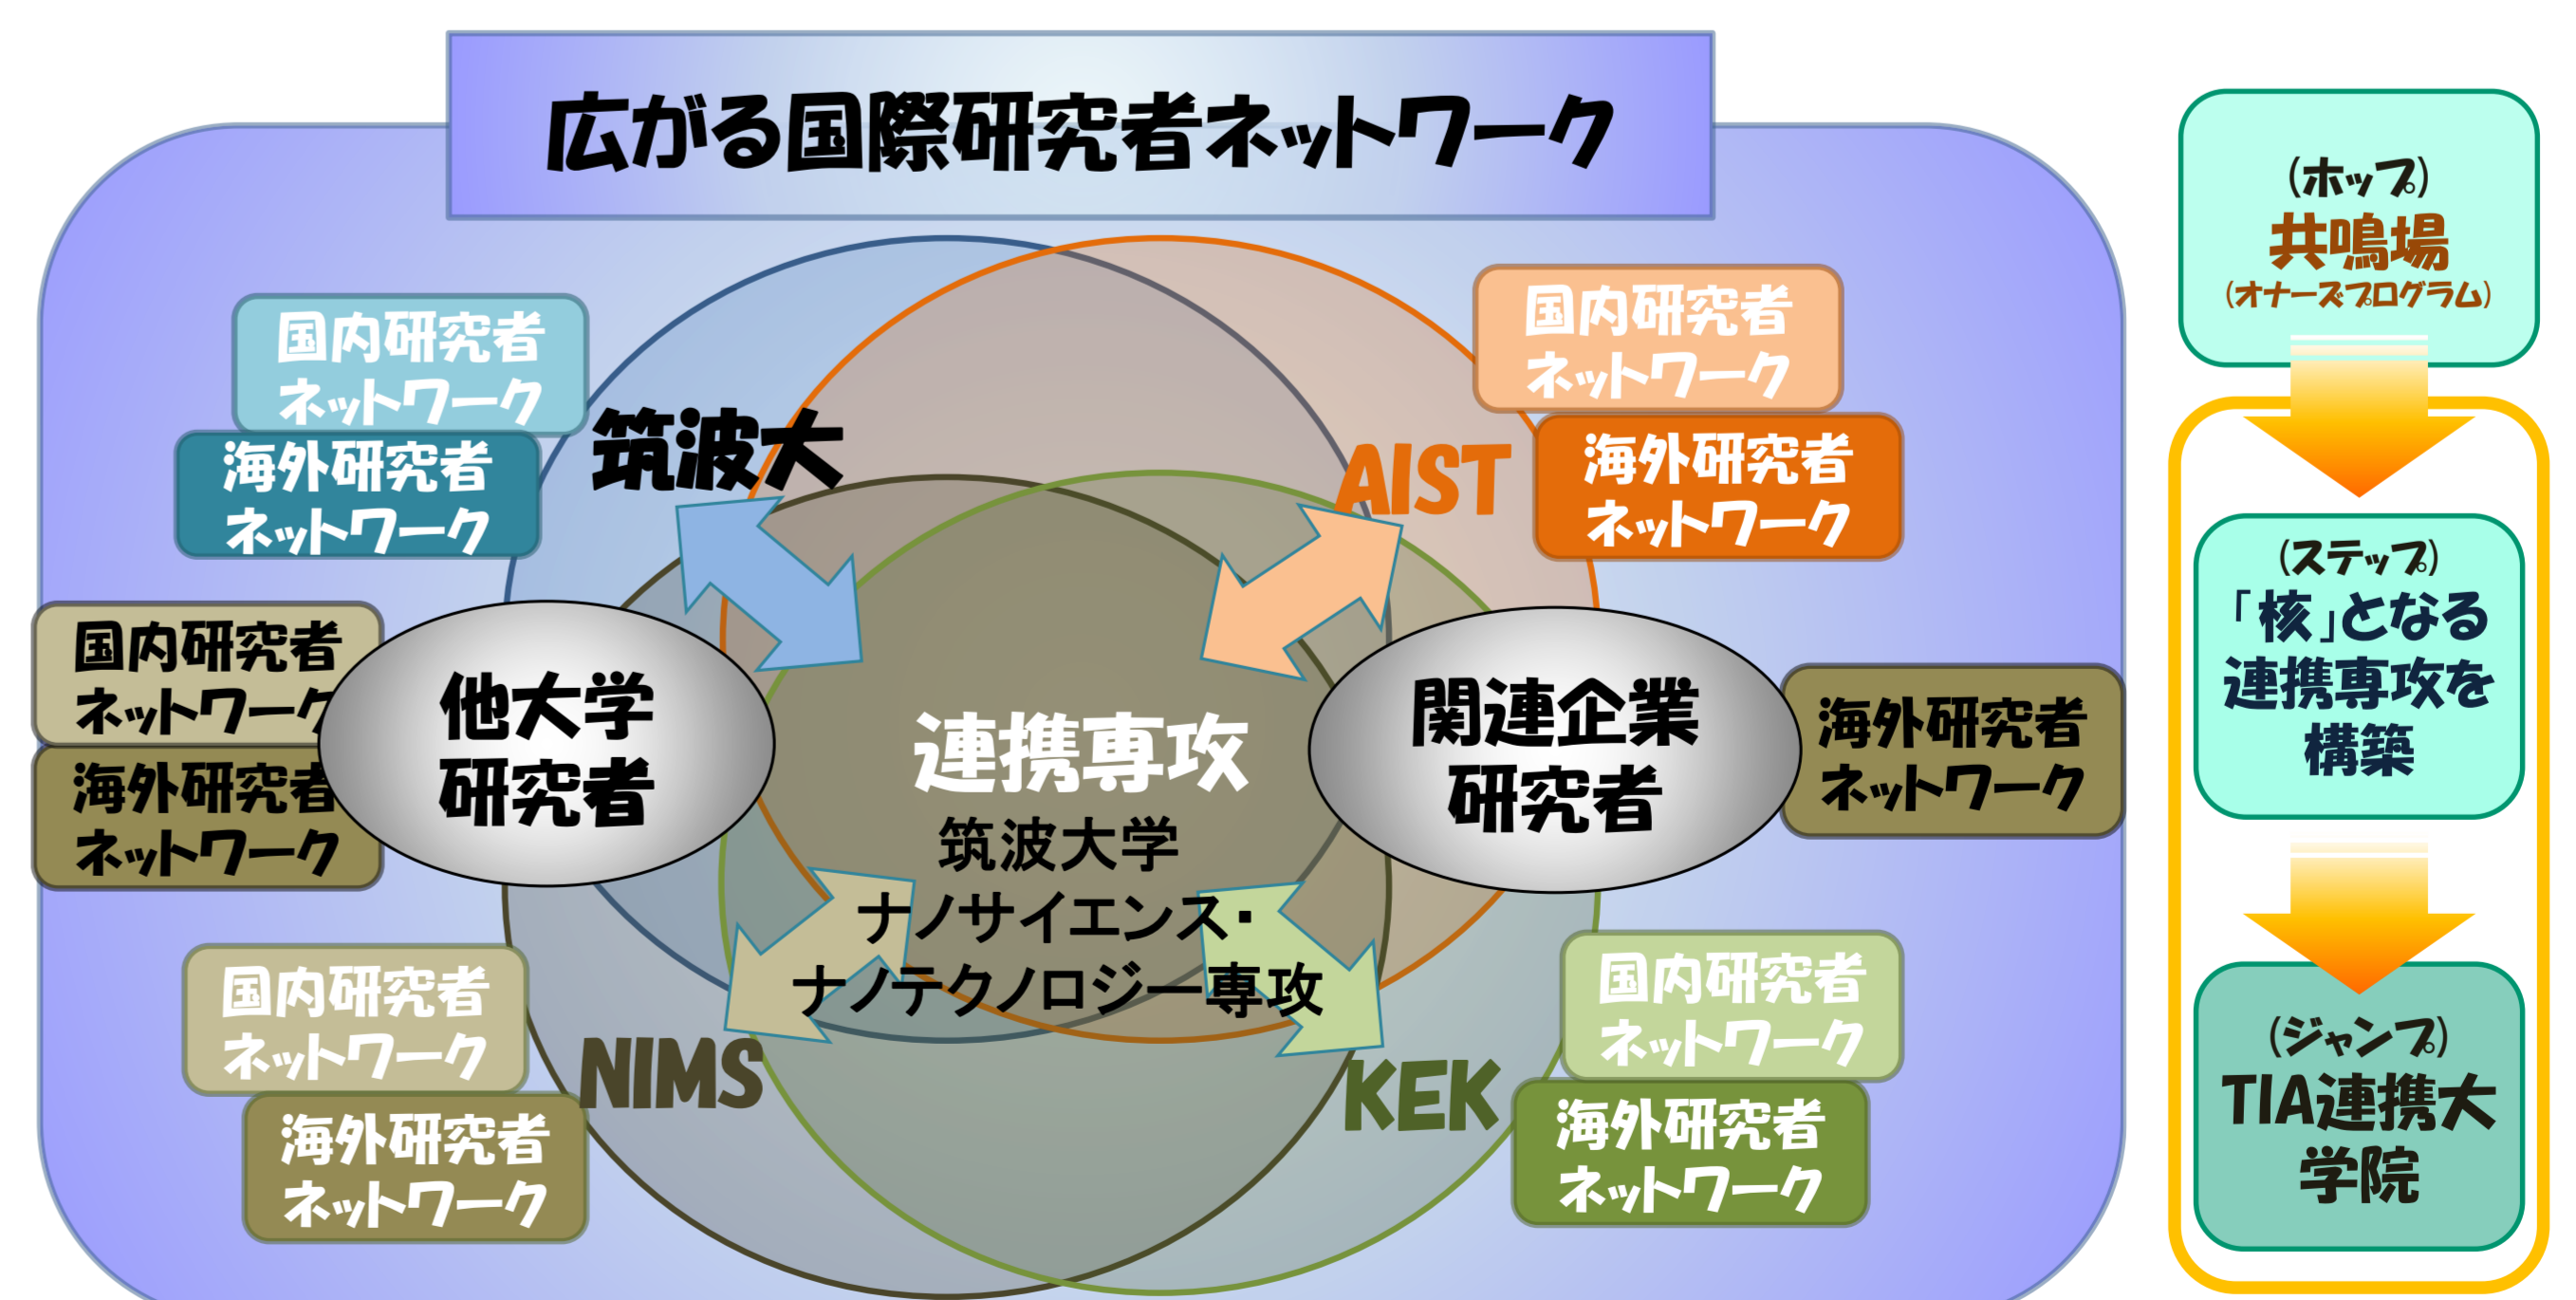 広がる国際研究者ネットワーク
国内研究者
ネットワーク
海外研究者
ネットワーク
筑波大
国内研究者
ネットワーク
海外研究者
ネットワーク
AIST
国内研究者
ネットワーク
海外研究者
ネットワーク
他大学
研究者
連携専攻
筑波大学
ナノサイエンス・
ナノテクノロジー専攻
関連企業
研究者
海外研究者
ネットワーク
国内研究者
ネットワーク
海外研究者
ネットワーク
NIMS
KEK
国内研究者
ネットワーク
海外研究者
ネットワーク
(ホップ)
共鳴場
(オナーズプログラム)
(ステップ)
「核」となる
連携専攻を
構築
(ジャンプ)
TIA連携大
学院